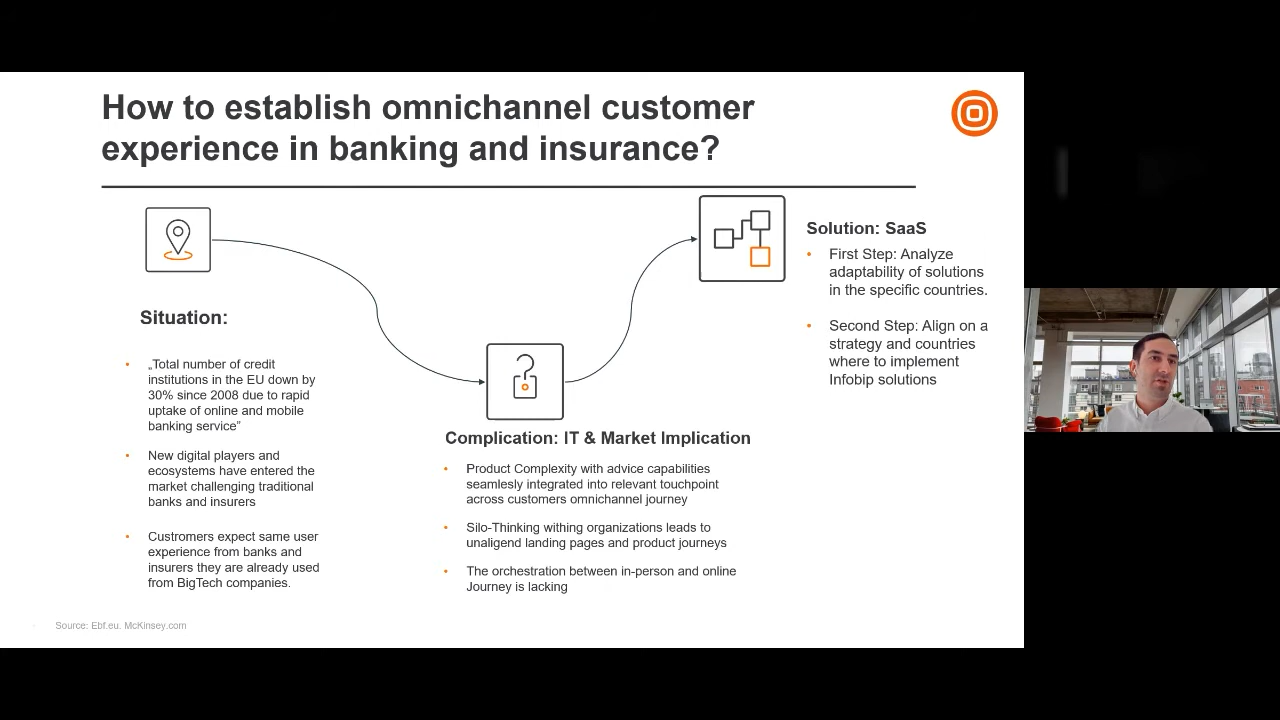 How to establish omnichannel customer
experience in banking and insurance?
Situation:
• „Total number of credit
institutions in the EU down by
30% since 2008 due to rapid
uptake of online and mobile
banking service”
• New digital players and
ecosystems have entered the
market challenging traditional
banks and insurers
• Custromers expect same user
experience from banks and
insurers they are already used
from BigTech companies.
Complication: IT & Market Implication
• Product Complexity with advice capabilities
seamlesly integrated into relevant touchpoint
across customers omnichannel journey
• Silo-Thinking withing organizations leads to
unaligend landing pages and product journeys
• The orchestration between in-person and online
Journey is lacking
Solution: SaaS
• First Step: Analyze
adaptability of solutions
in the specific countries.
• Second Step: Align on a
strategy and countries
where to implement
Infobip solutions
Source: Ebf.eu. McKinsey.com